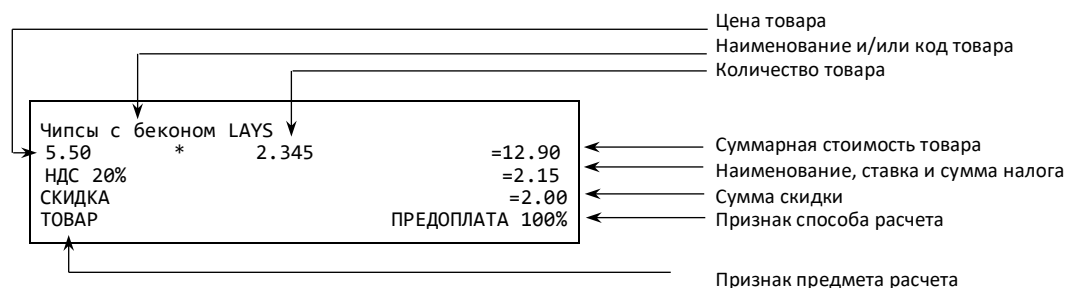 Цена товара
Наименование и/или код товара
Количество товара
Чипсы с беконом LAYS
5.50 * 2.345 =12.90
НДС 20% =2.15
СКИДКА =2.00
ТОВАР ПРЕДОПЛАТА 100%
Суммарная стоимость товара
Наименование, ставка и сумма налога
Сумма скидки
Признак способа расчета
Признак предмета расчета